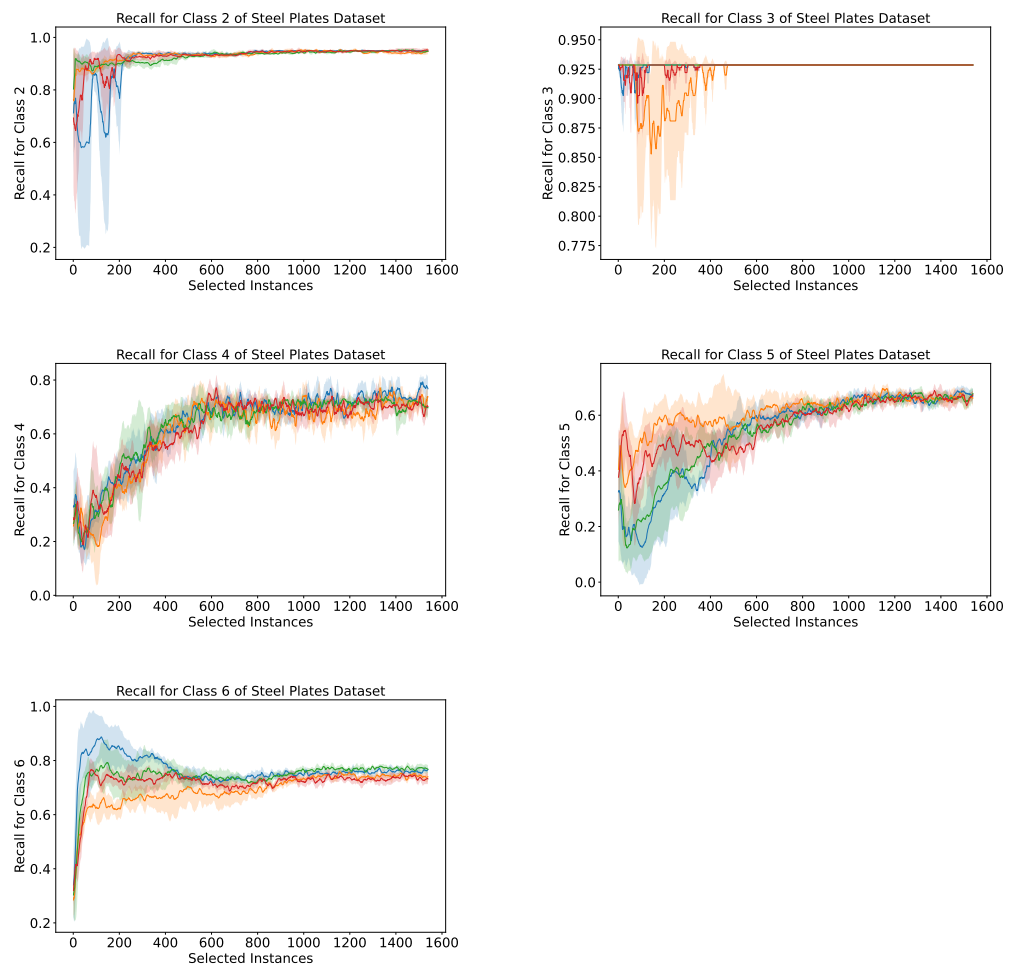 Recall for Class 2 of Steel Plates Dataset
Recall for Class 2
1.0
0.8
0.6
0.4
0.2
0 200 400 600 800 1000 1200 1400 1600
Selected Instances
Recall for Class 3 of Steel Plates Dataset
Recall for Class 3
0.950
0.925
0.900
0.875
0.850
0.825
0.800
0.775
0 200 400 600 800 1000 1200 1400 1600
Selected Instances
Recall for Class 4 of Steel Plates Dataset
Recall for Class 4
0.8
0.6
0.4
0.2
0.0
0 200 400 600 800 1000 1200 1400 1600
Selected Instances
Recall for Class 5 of Steel Plates Dataset
Recall for Class 5
0.6
0.4
0.2
0.0
0 200 400 600 800 1000 1200 1400 1600
Selected Instances
Recall for Class 6 of Steel Plates Dataset
Recall for Class 6
1.0
0.8
0.6
0.4
0.2
0 200 400 600 800 1000 1200 1400 1600
Selected Instances